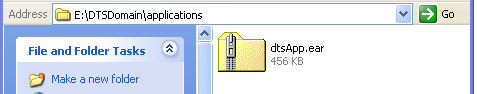 Address E:\DTSDomain\applications Go
File and Folder Tasks
Make a new folder
dtsApp.ear
456 KB